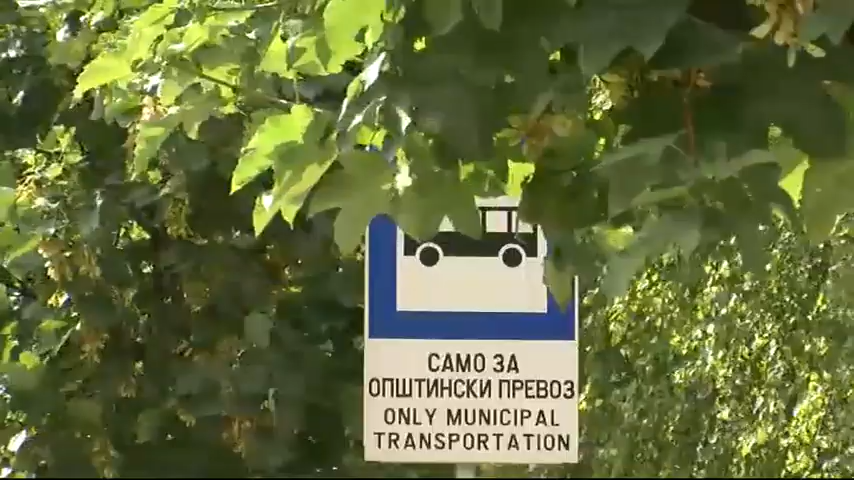 САМО ЗА
ОПШТИНСКИ ПРЕВОЗ
ONLY MUNICIPAL
TRANSPORTATION